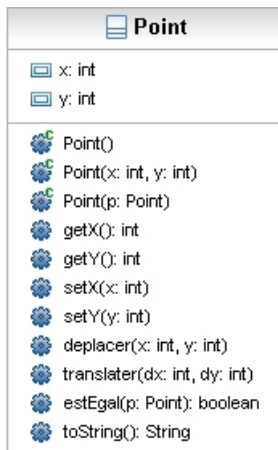 Point
x: int
y: int
Point()
Point(x: int, y: int)
Point(p: Point)
getX(): int
getY(): int
setX(x: int)
setY(y: int)
deplacer(x: int, y: int)
translater(dx: int, dy: int)
estEgal(p: Point): boolean
toString(): String